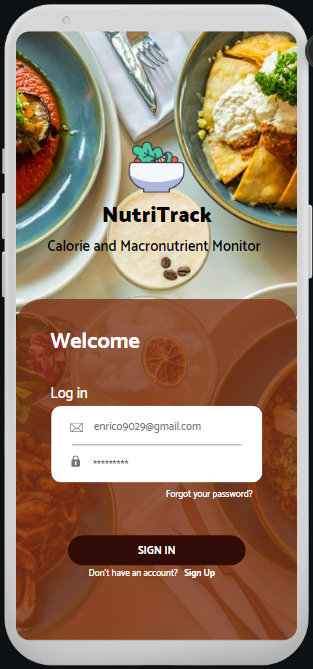 NutriTrack
Calorie and Macronutrient Monitor
Welcome
Log in
enrico9029@gmail.com
*********
Forgot your password?
SIGN IN
Don't have an account? Sign Up